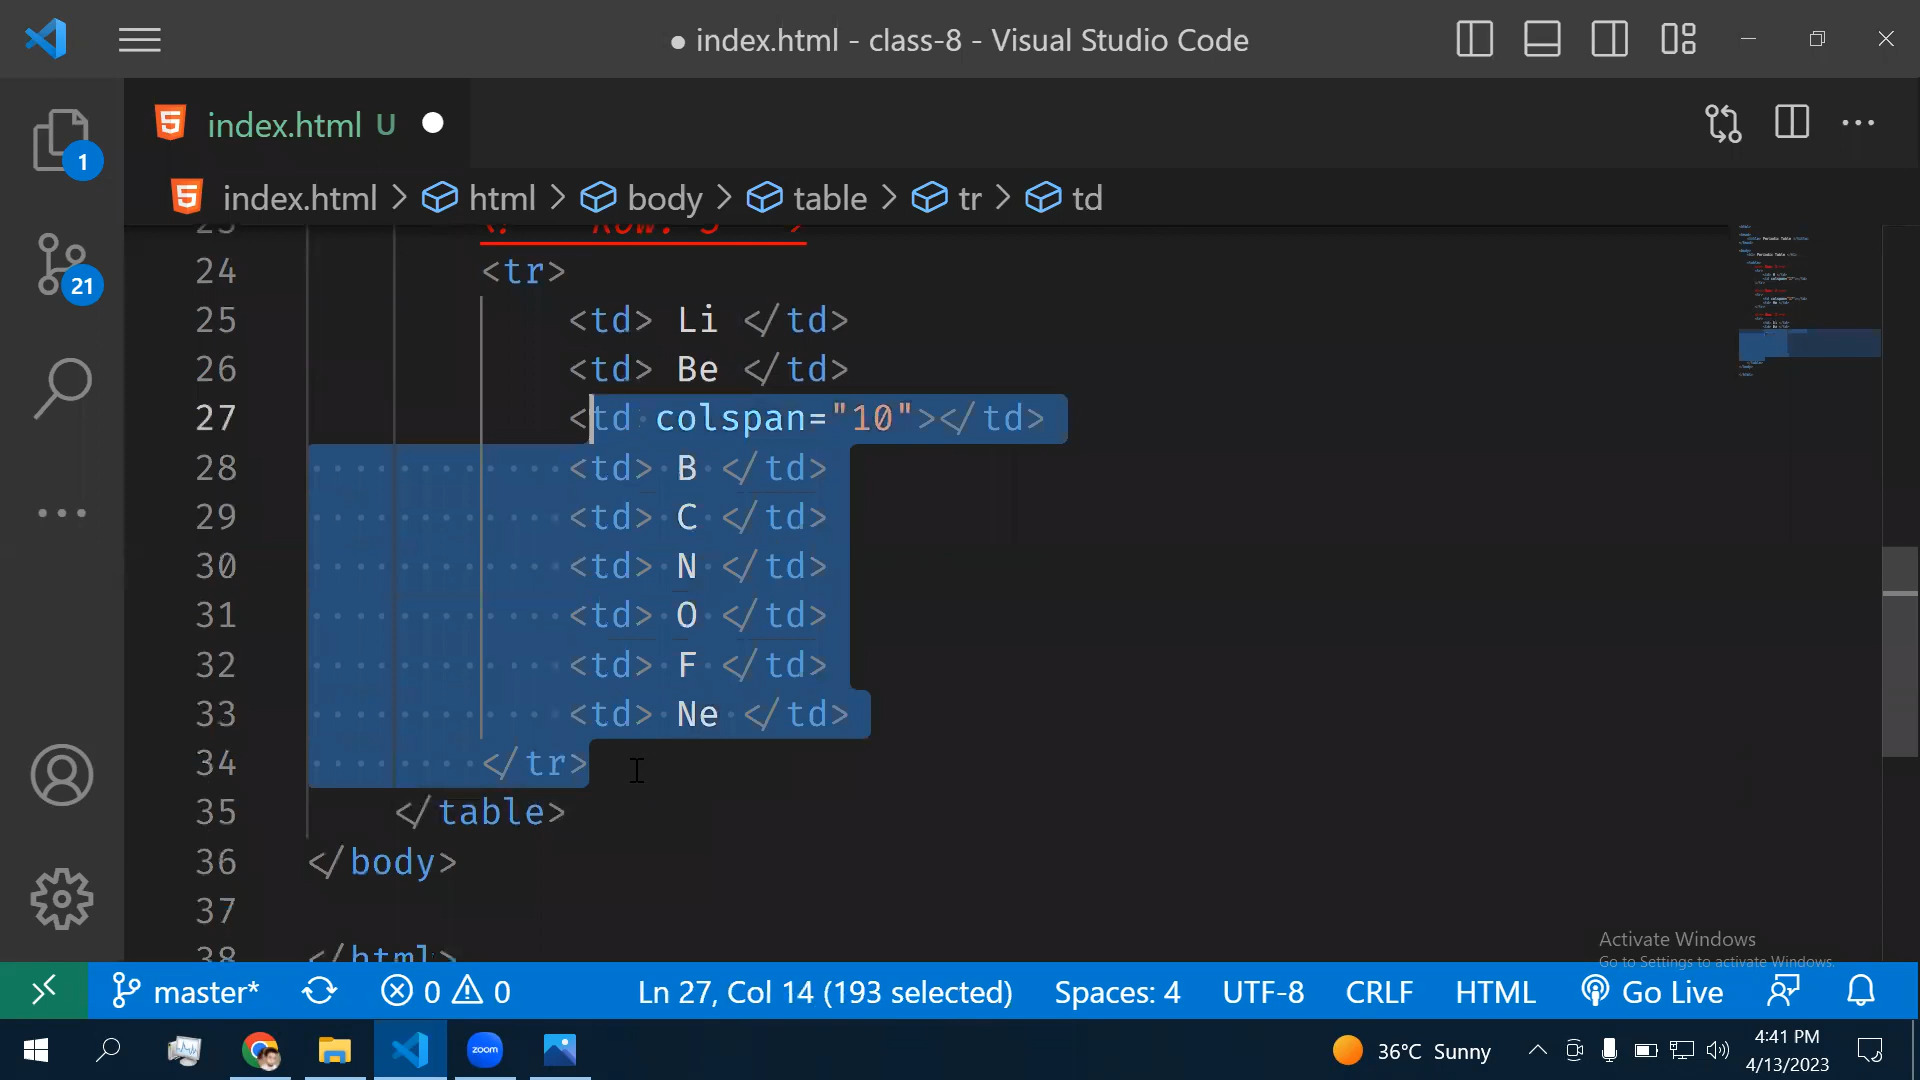 ● index.html - class-8 - Visual Studio Code
index.html U ●
index.html > html > body > table > tr > td
1
21
24 <tr>
25 <td> Li </td>
26 <td> Be </td>
27 <td colspan="10"></td>
28 <td> B </td>
29 <td> C </td>
30 <td> N </td>
31 <td> O </td>
32 <td> F </td>
33 <td> Ne </td>
34 </tr>
35 </table>
36 </body>
37
38 </html>
Activate Windows
Go to Settings to activate Windows.
master* 0 0 Ln 27, Col 14 (193 selected) Spaces: 4 UTF-8 CRLF HTML Go Live
zoom 36°C Sunny 4:41 PM
4/13/2023